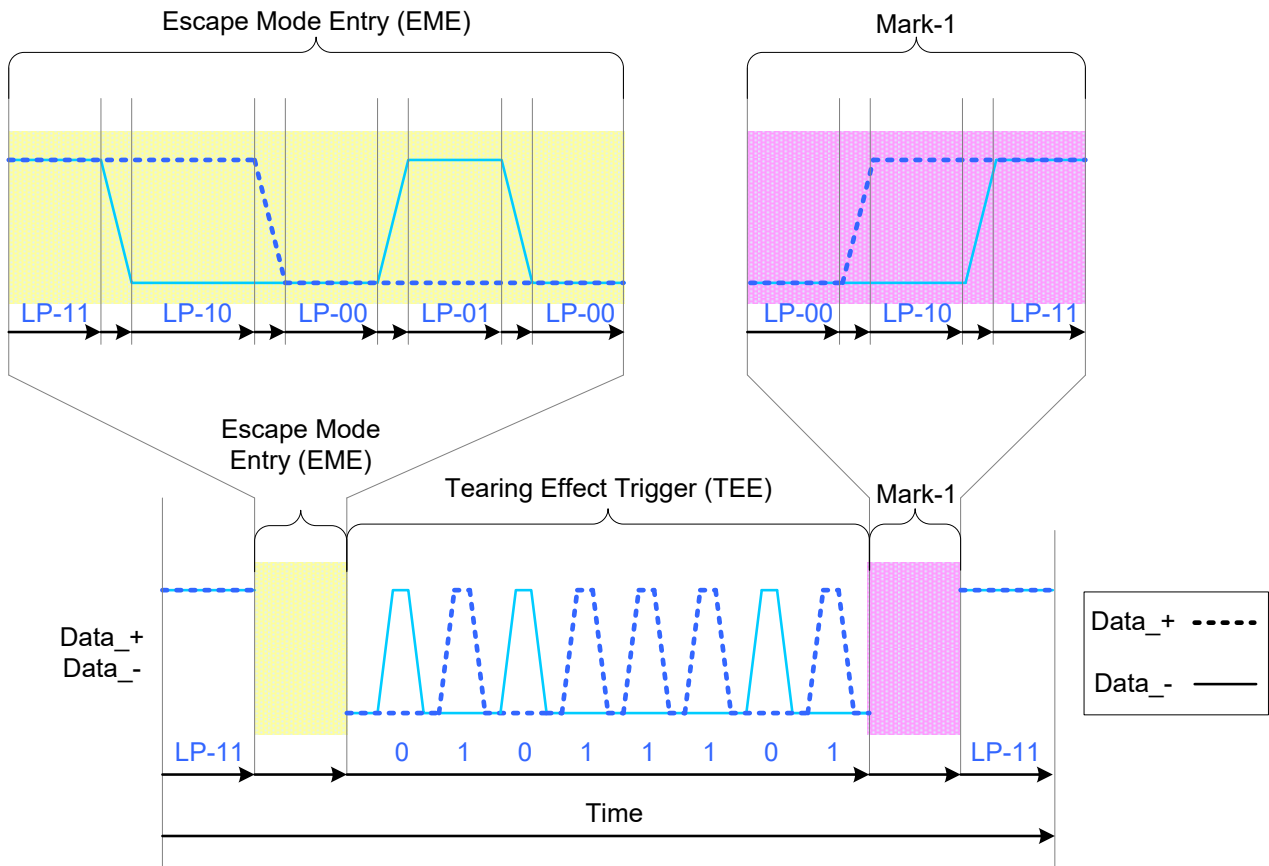 Escape Mode Entry (EME)
Mark-1
LP-11 LP-10 LP-00 LP-01 LP-00
LP-00 LP-10 LP-11
Escape Mode
Entry (EME)
Tearing Effect Trigger (TEE)
Mark-1
Data_+
Data_-
Data_+
Data_-
LP-11 0 1 0 1 1 1 0 1 LP-11
Time